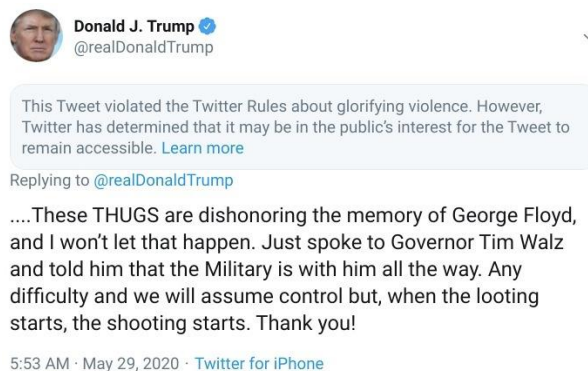 Donald J. Trump
@realDonaldTrump
This Tweet violated the Twitter Rules about glorifying violence. However,
Twitter has determined that it may be in the public's interest for the Tweet to
remain accessible. Learn more
Replying to @realDonaldTrump
....These THUGS are dishonoring the memory of George Floyd,
and I won't let that happen. Just spoke to Governor Tim Walz
and told him that the Military is with him all the way. Any
difficulty and we will assume control but, when the looting
starts, the shooting starts. Thank you!
5:53 AM · May 29, 2020 · Twitter for iPhone